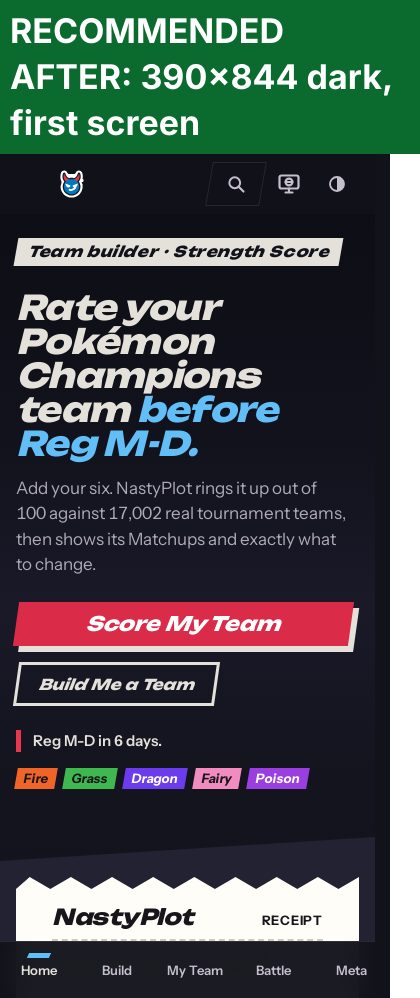 RECOMMENDED
AFTER: 390×844 dark,
first screen
Team builder · Strength Score
Rate your
Pokémon
Champions
team before
Reg M-D.
Add your six. NastyPlot rings it up out of
100 against 17,002 real tournament teams,
then shows its Matchups and exactly what
to change.
Score My Team
Build Me a Team
Reg M-D in 6 days.
Fire Grass Dragon Fairy Poison
NastyPlot RECEIPT
Home Build My Team Battle Meta